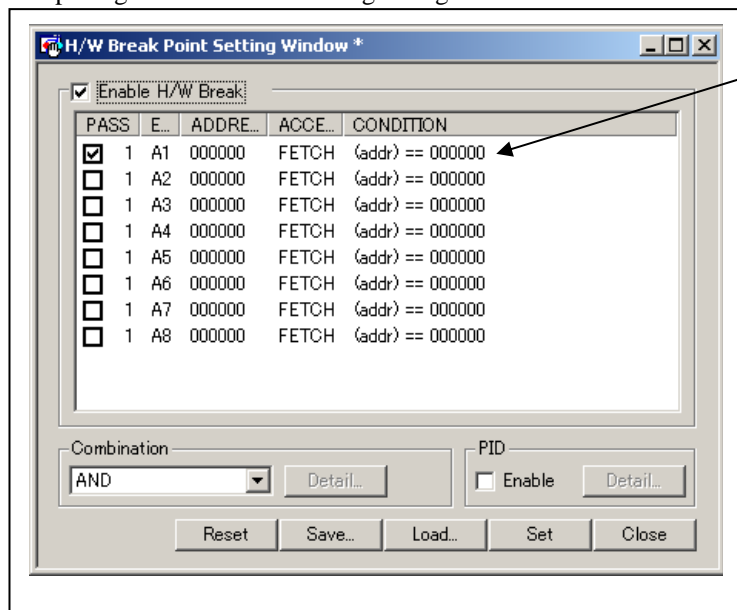 H/W Break Point Setting Window *
Enable H/W Break
PASS E... ADDRE... ACCE... CONDITION
1 A1 000000 FETCH (addr) == 000000
1 A2 000000 FETCH (addr) == 000000
1 A3 000000 FETCH (addr) == 000000
1 A4 000000 FETCH (addr) == 000000
1 A5 000000 FETCH (addr) == 000000
1 A6 000000 FETCH (addr) == 000000
1 A7 000000 FETCH (addr) == 000000
1 A8 000000 FETCH (addr) == 000000
Combination
PID
AND Detail... Enable Detail...
Reset Save... Load... Set Close